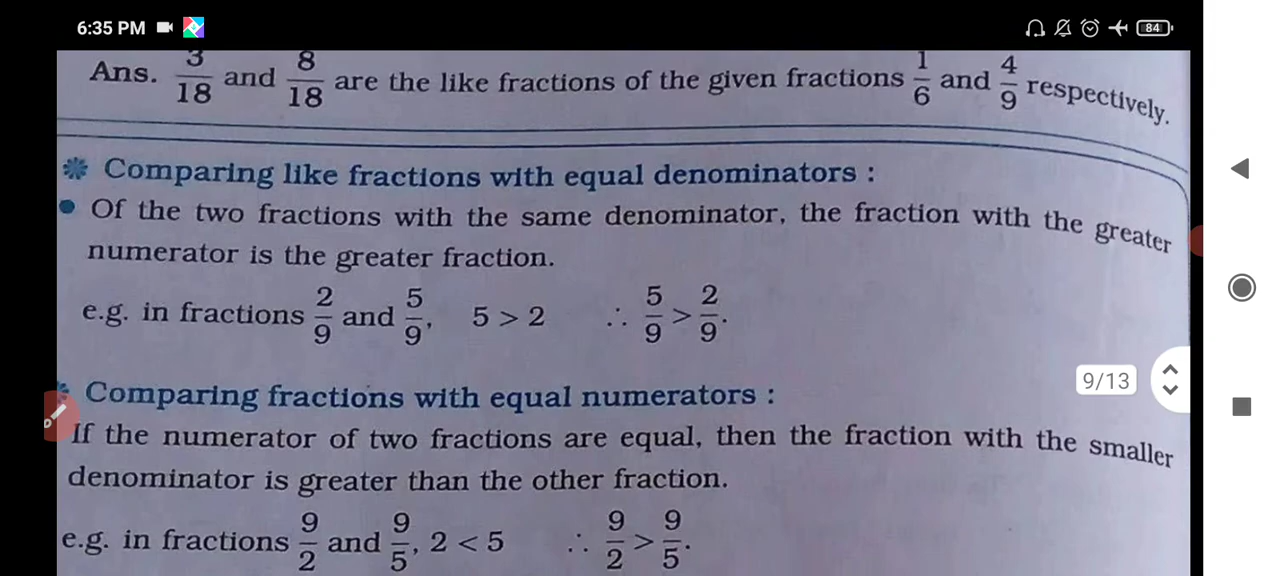 6:35 PM 84
Ans. 3/18 and 8/18 are the like fractions of the given fractions 1/6 and 4/9 respectively.
Comparing like fractions with equal denominators :
• Of the two fractions with the same denominator, the fraction with the greater
numerator is the greater fraction.
e.g. in fractions 2/9 and 5/9, 5 > 2 ∴ 5/9 > 2/9.
9/13
Comparing fractions with equal numerators :
If the numerator of two fractions are equal, then the fraction with the smaller
denominator is greater than the other fraction.
e.g. in fractions 9/2 and 9/5, 2 < 5 ∴ 9/2 > 9/5.